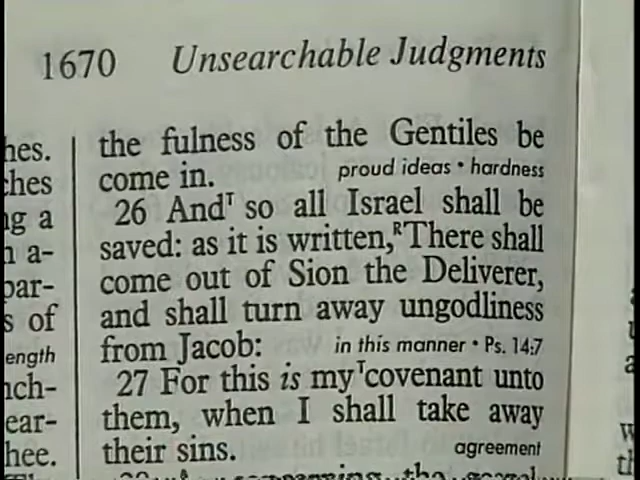 1670 Unsearchable Judgments
hes.
ches
ng a
n a-
par-
s of
ength
nch-
ear-
hee.
the fulness of the Gentiles be
come in. proud ideas • hardness
26 Andᵀ so all Israel shall be
saved: as it is written,ᴿThere shall
come out of Sion the Deliverer,
and shall turn away ungodliness
from Jacob: in this manner • Ps. 14:7
27 For this is myᵀcovenant unto
them, when I shall take away
their sins. agreement